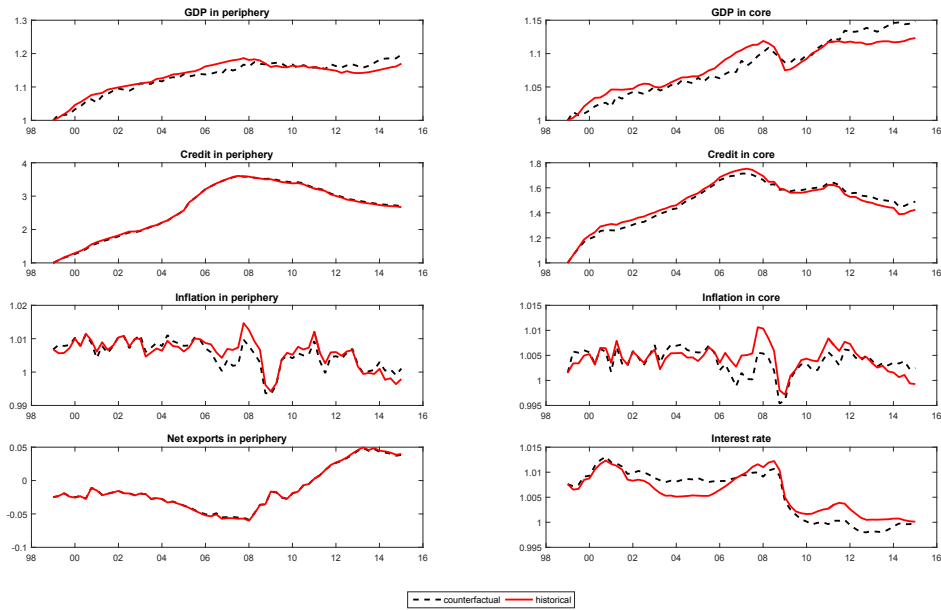 GDP in periphery
1.3
1.2
1.1
1
98 00 02 04 06 08 10 12 14 16
GDP in core
1.15
1.1
1.05
1
98 00 02 04 06 08 10 12 14 16
Credit in periphery
4
3
2
1
98 00 02 04 06 08 10 12 14 16
Credit in core
1.8
1.6
1.4
1.2
1
98 00 02 04 06 08 10 12 14 16
Inflation in periphery
1.02
1.01
1
0.99
98 00 02 04 06 08 10 12 14 16
Inflation in core
1.015
1.01
1.005
1
0.995
98 00 02 04 06 08 10 12 14 16
Net exports in periphery
0.05
0
-0.05
-0.1
98 00 02 04 06 08 10 12 14 16
Interest rate
1.015
1.01
1.005
1
0.995
98 00 02 04 06 08 10 12 14 16
counterfactual historical